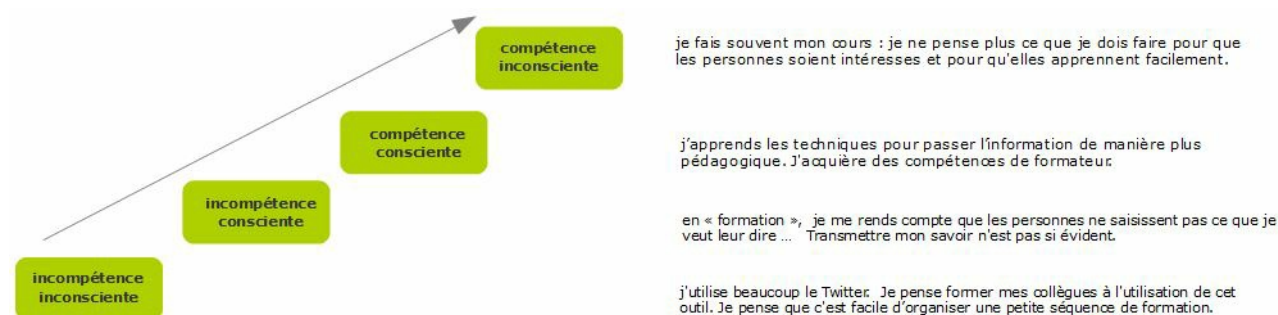 compétence
inconsciente
je fais souvent mon cours : je ne pense plus ce que je dois faire pour que
les personnes soient intéresses et pour qu'elles apprennent facilement.
compétence
consciente
j'apprends les techniques pour passer l'information de manière plus
pédagogique. J'acquière des compétences de formateur.
incompétence
consciente
en « formation », je me rends compte que les personnes ne saisissent pas ce que je
veut leur dire ... Transmettre mon savoir n'est pas si évident.
incompétence
inconsciente
j'utilise beaucoup le Twitter. Je pense former mes collègues à l'utilisation de cet
outil. Je pense que c'est facile d'organiser une petite séquence de formation.